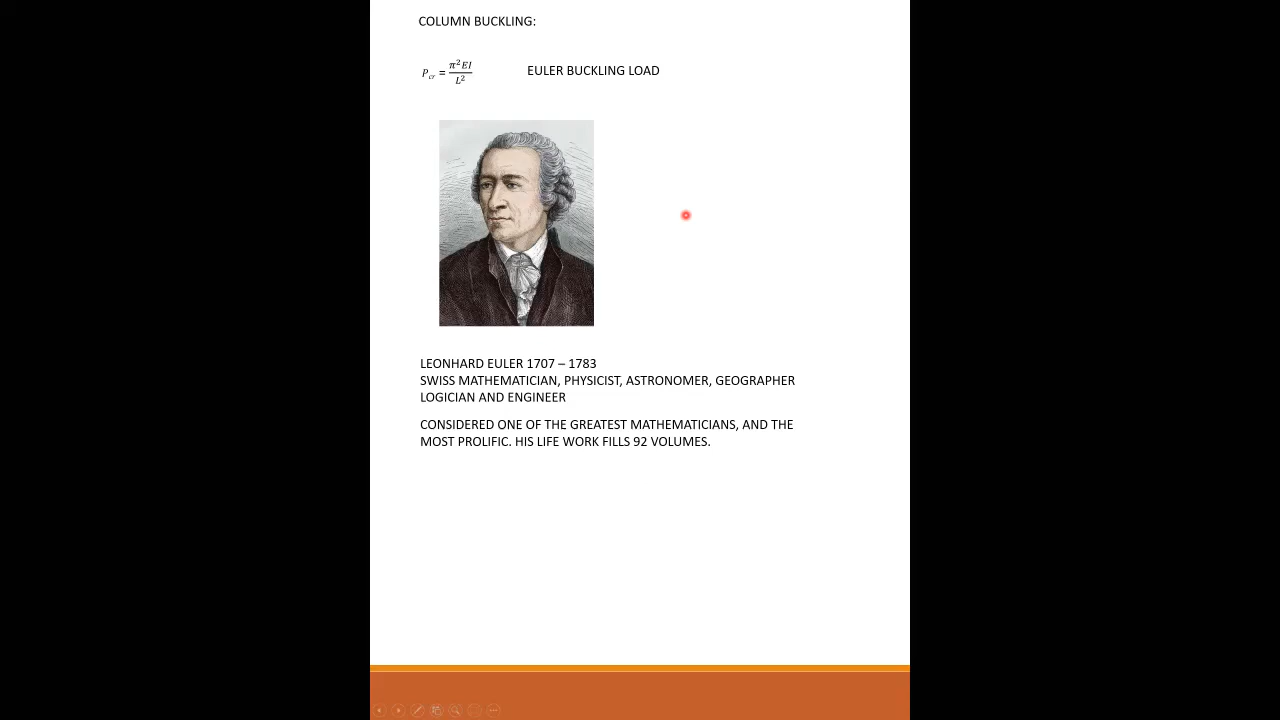 COLUMN BUCKLING:
P_cr = π²EI / L² EULER BUCKLING LOAD
LEONHARD EULER 1707 – 1783
SWISS MATHEMATICIAN, PHYSICIST, ASTRONOMER, GEOGRAPHER
LOGICIAN AND ENGINEER
CONSIDERED ONE OF THE GREATEST MATHEMATICIANS, AND THE
MOST PROLIFIC. HIS LIFE WORK FILLS 92 VOLUMES.